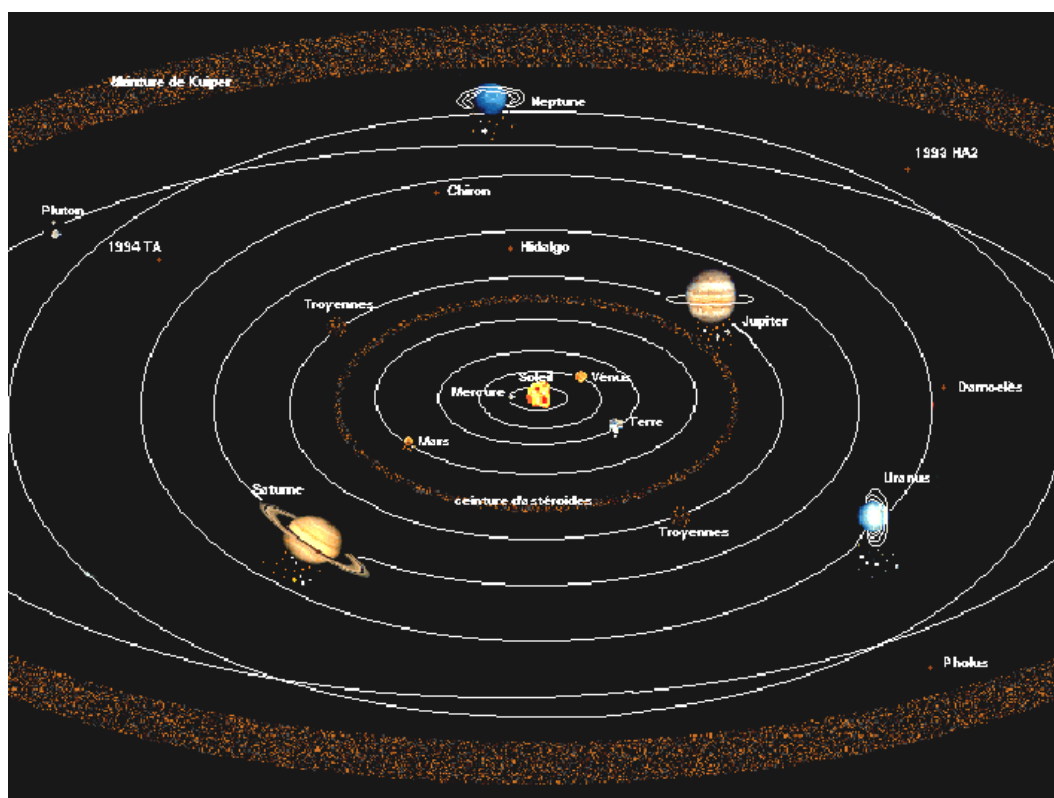 Ceinture de Kuiper
Neptune
1993 HA2
Chiron
Pluton
1994 TA
Hidalgo
Troyennes
Jupiter
Soleil
Vénus
Mercure
Damoclès
Terre
Mars
Uranus
Saturne
ceinture d'astéroides
Troyennes
Pholus